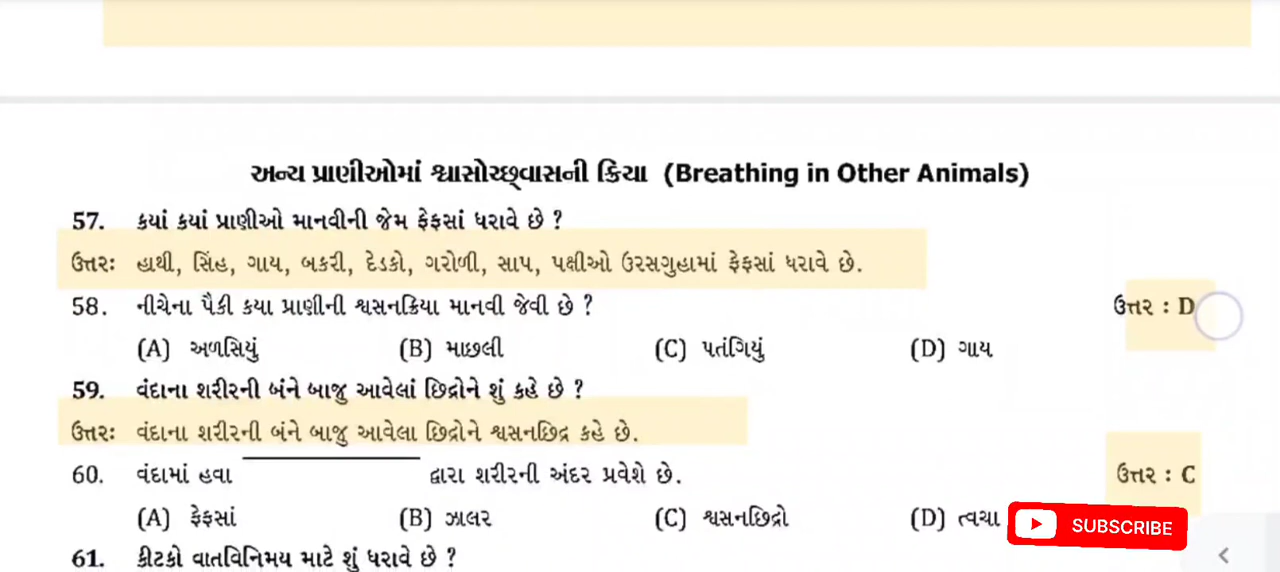 અન્ય પ્રાણીઓમાં શ્વાસોચ્છ્વાસની ક્રિયા (Breathing in Other Animals)
57. કયાં કયાં પ્રાણીઓ માનવીની જેમ ફેફસાં ધરાવે છે ?
ઉત્તરઃ હાથી, સિંહ, ગાય, બકરી, દેડકો, ગરોળી, સાપ, પક્ષીઓ ઉરસગુહામાં ફેફસાં ધરાવે છે.
58. નીચેના પૈકી કયા પ્રાણીની શ્વસનક્રિયા માનવી જેવી છે ? ઉત્તર : D
(A) અળસિયું (B) માછલી (C) પતંગિયું (D) ગાય
59. વંદાના શરીરની બંને બાજુ આવેલાં છિદ્રોને શું કહે છે ?
ઉત્તરઃ વંદાના શરીરની બંને બાજુ આવેલા છિદ્રોને શ્વસનછિદ્ર કહે છે.
60. વંદામાં હવા ________ દ્વારા શરીરની અંદર પ્રવેશે છે. ઉત્તર : C
(A) ફેફસાં (B) ઝાલર (C) શ્વસનછિદ્રો (D) ત્વચા
SUBSCRIBE
61. કીટકો વાતવિનિમય માટે શું ધરાવે છે ?